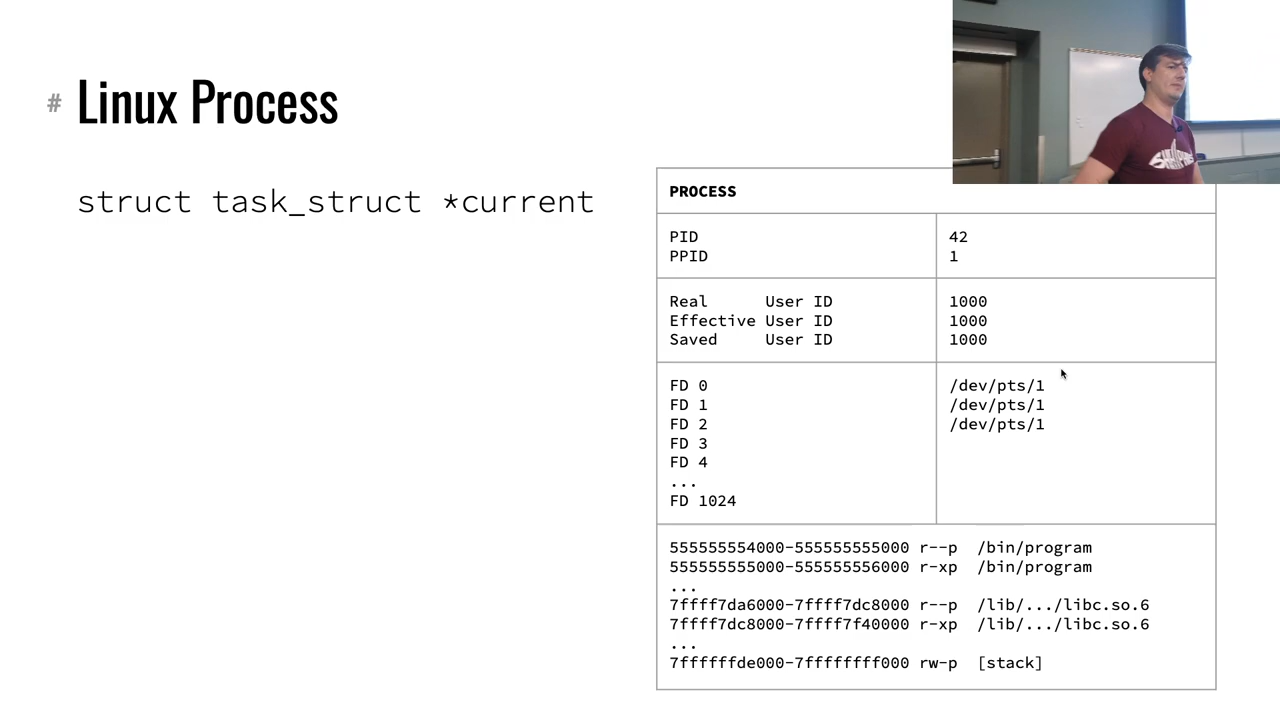 # Linux Process
struct task_struct *current
PROCESS
PID 42
PPID 1
Real User ID 1000
Effective User ID 1000
Saved User ID 1000
FD 0 /dev/pts/1
FD 1 /dev/pts/1
FD 2 /dev/pts/1
FD 3
FD 4
...
FD 1024
555555554000-555555555000 r--p /bin/program
555555555000-555555556000 r-xp /bin/program
...
7ffff7da6000-7ffff7dc8000 r--p /lib/.../libc.so.6
7ffff7dc8000-7ffff7f40000 r-xp /lib/.../libc.so.6
...
7ffffffde000-7ffffffff000 rw-p [stack]